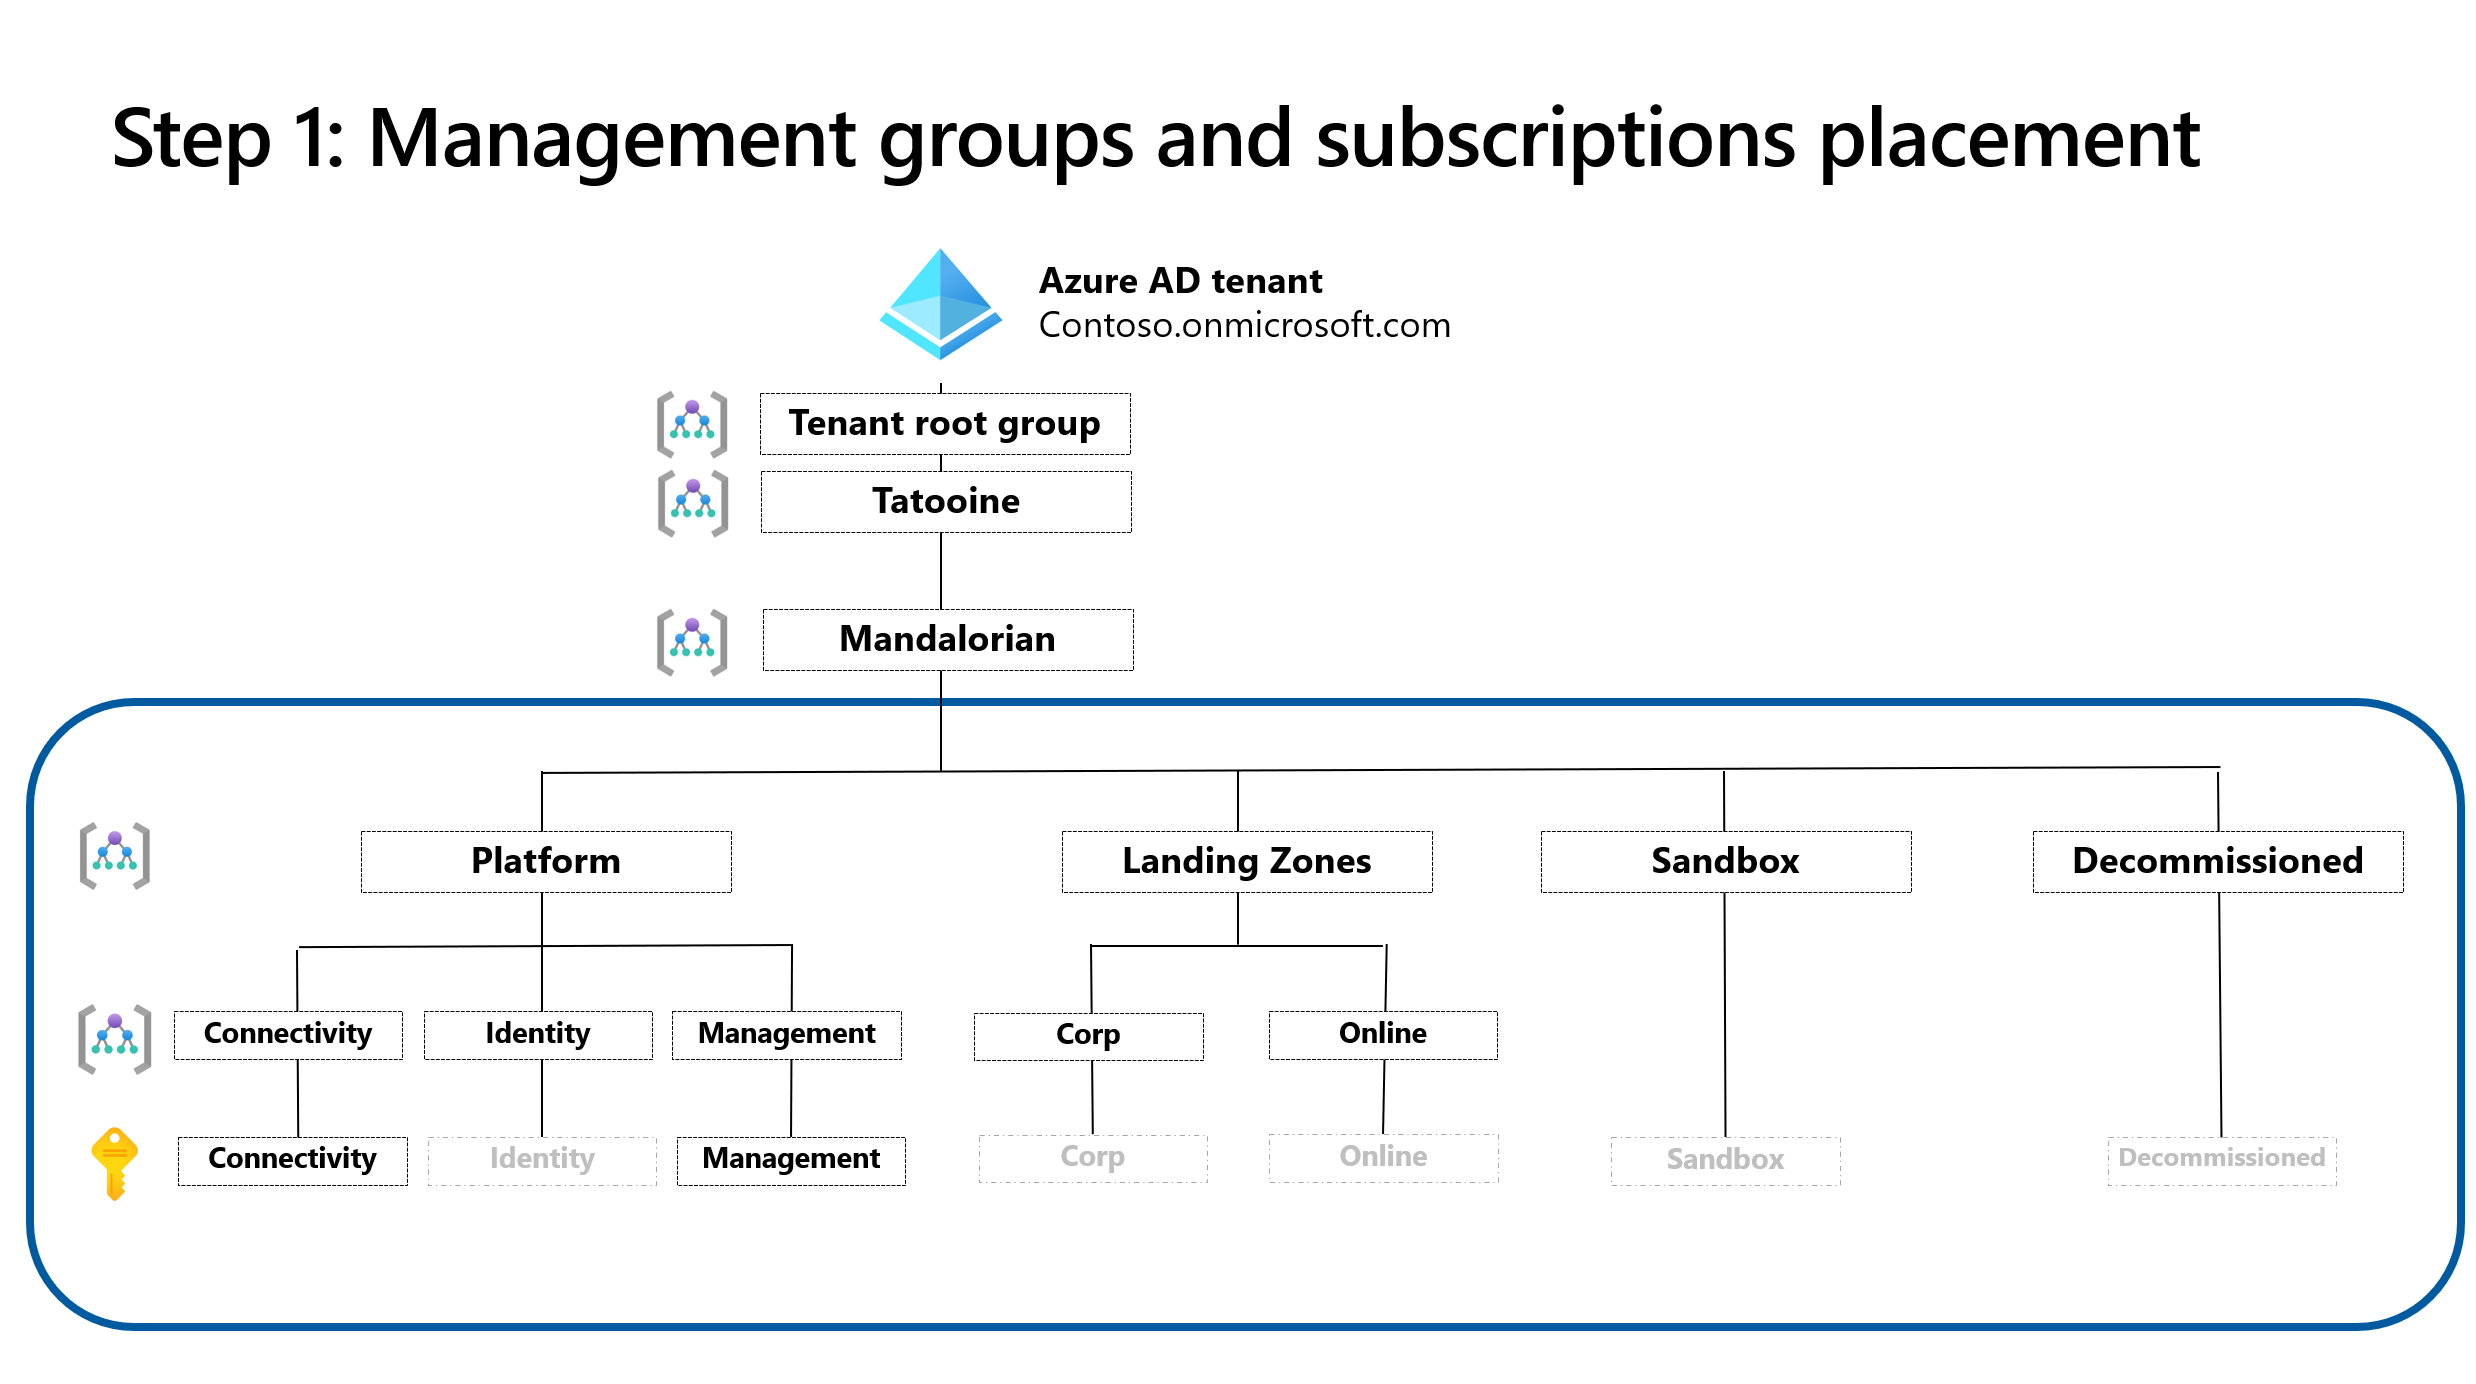 Step 1: Management groups and subscriptions placement
Azure AD tenant
Contoso.onmicrosoft.com
Tenant root group
Tatooine
Mandalorian
Platform
Landing Zones
Sandbox
Decommissioned
Connectivity
Identity
Management
Corp
Online
Connectivity
Identity
Management
Corp
Online
Sandbox
Decommissioned